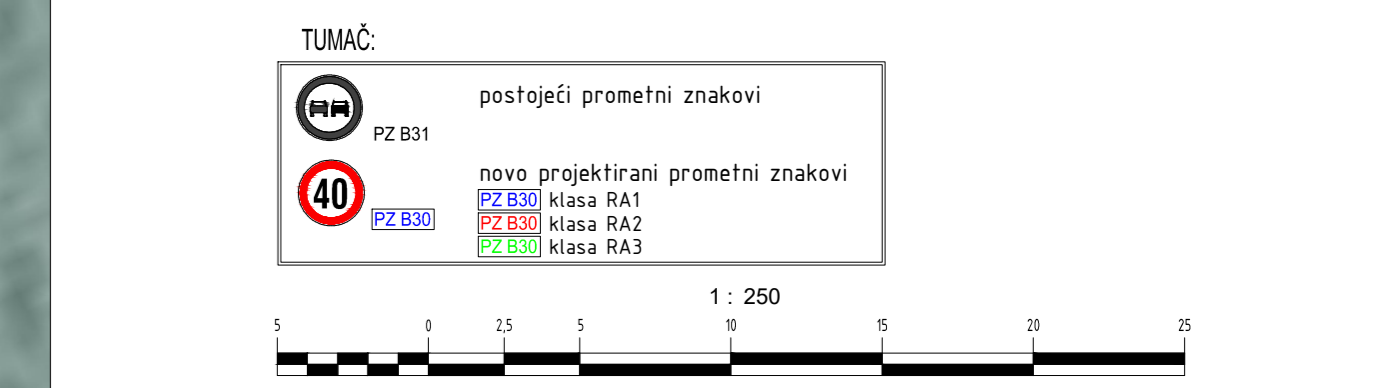 TUMAČ:
postojeći prometni znakovi
PZ B31
40
PZ B30
novo projektirani prometni znakovi
PZ B30 klasa RA1
PZ B30 klasa RA2
PZ B30 klasa RA3
1 : 250
5 0 2,5 5 10 15 20 25